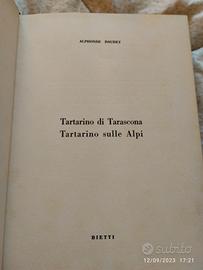 ALPHONSE DAUDET
Tartarino di Tarascona
Tartarino sulle Alpi
BIETTI
subito
12/09/2023 17:21